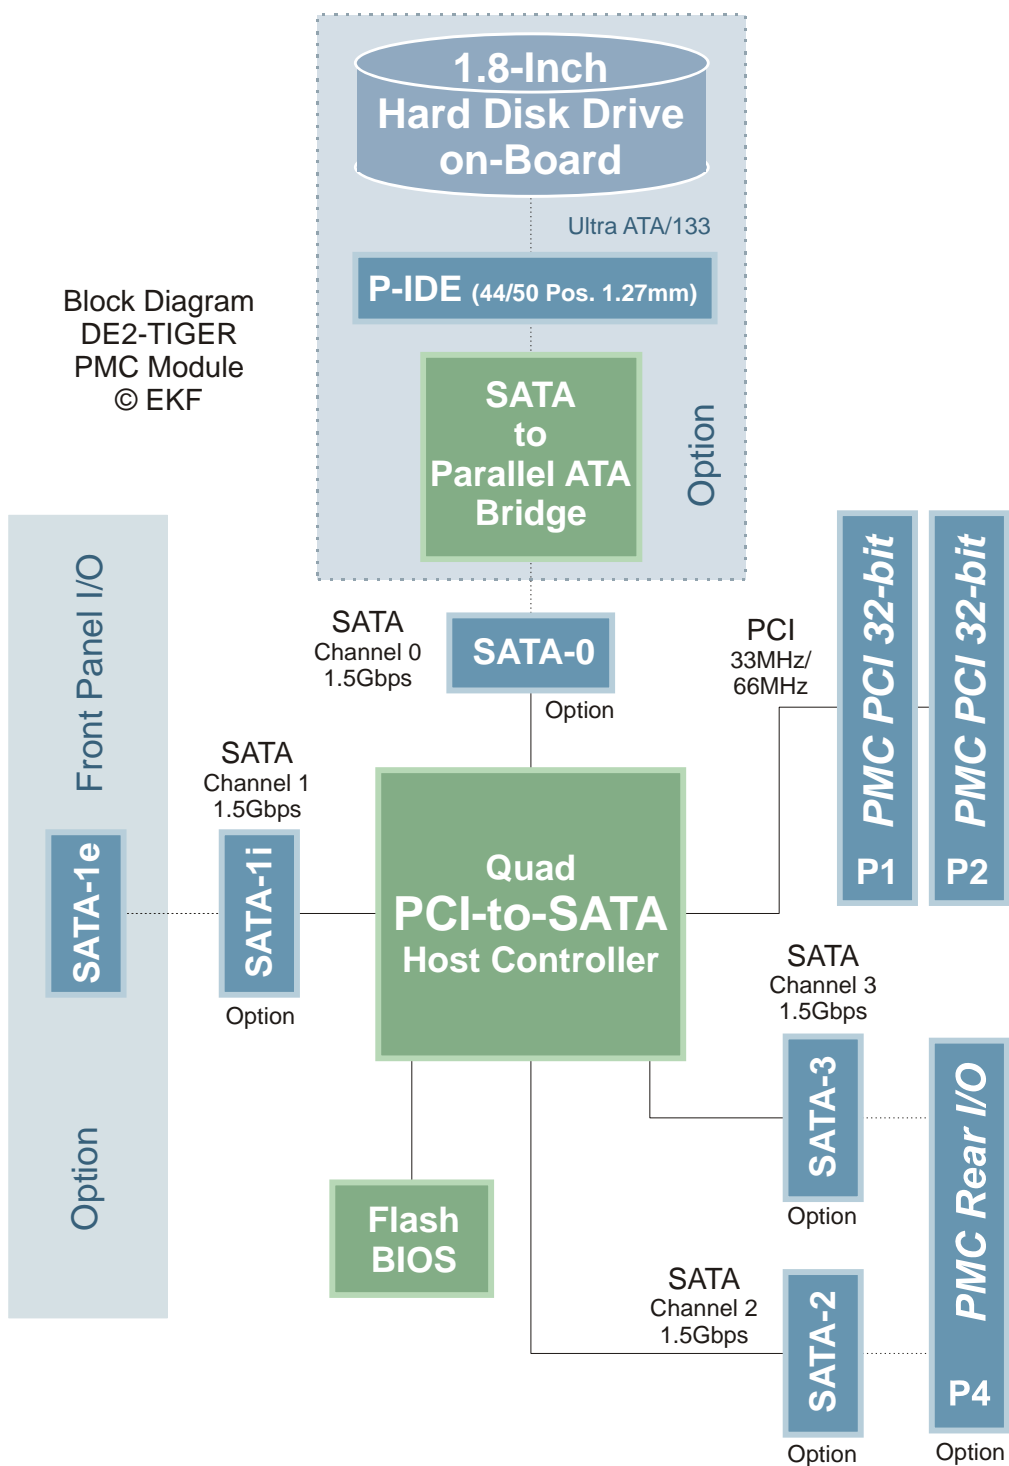 1.8-Inch
Hard Disk Drive
on-Board
Ultra ATA/133
P-IDE (44/50 Pos. 1.27mm)
Block Diagram
DE2-TIGER
PMC Module
© EKF
SATA
to
Parallel ATA
Bridge
Option
Front Panel I/O
Option
SATA
Channel 0
1.5Gbps
SATA-0
Option
PCI
33MHz/
66MHz
PMC PCI 32-bit
P1
PMC PCI 32-bit
P2
SATA
Channel 1
1.5Gbps
SATA-1e
SATA-1i
Option
Quad
PCI-to-SATA
Host Controller
SATA
Channel 3
1.5Gbps
SATA-3
Option
PMC Rear I/O
P4
Option
Flash
BIOS
SATA
Channel 2
1.5Gbps
SATA-2
Option